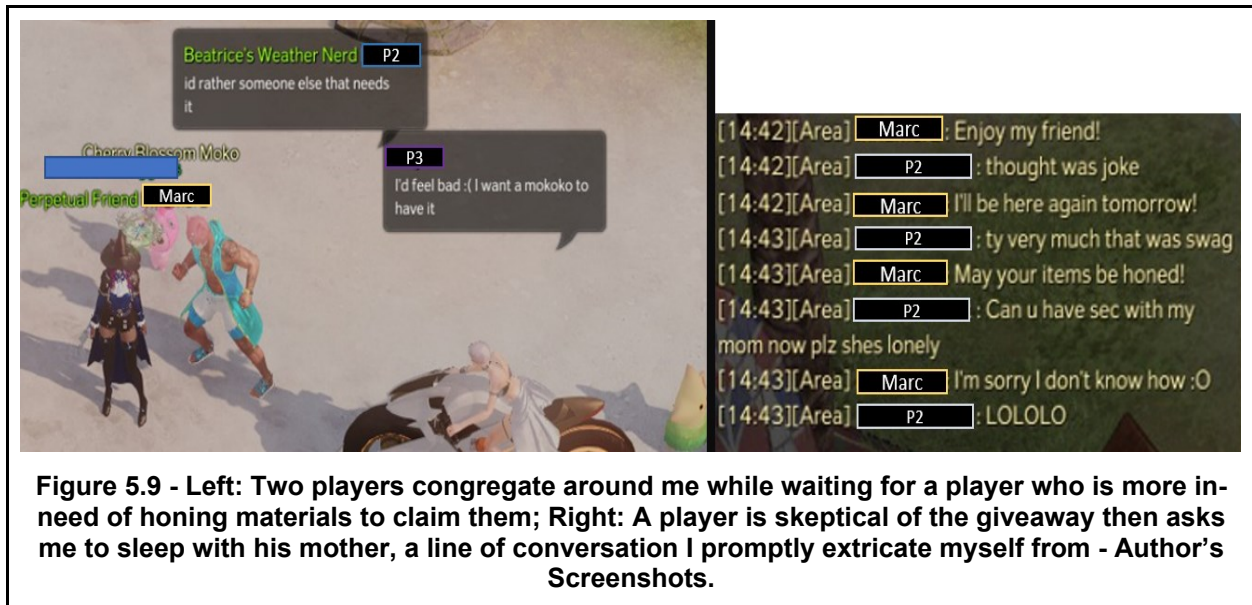 Beatrice's Weather Nerd P2
id rather someone else that needs
it
Cherry Blossom Moko
Perpetual Friend Marc
P3
I'd feel bad :( I want a mokoko to
have it
[14:42][Area] Marc : Enjoy my friend!
[14:42][Area] P2 : thought was joke
[14:42][Area] Marc : I'll be here again tomorrow!
[14:43][Area] P2 : ty very much that was swag
[14:43][Area] Marc : May your items be honed!
[14:43][Area] P2 : Can u have sec with my
mom now plz shes lonely
[14:43][Area] Marc : I'm sorry I don't know how :O
[14:43][Area] P2 : LOLOLO
Figure 5.9 - Left: Two players congregate around me while waiting for a player who is more in-
need of honing materials to claim them; Right: A player is skeptical of the giveaway then asks
me to sleep with his mother, a line of conversation I promptly extricate myself from - Author's
Screenshots.